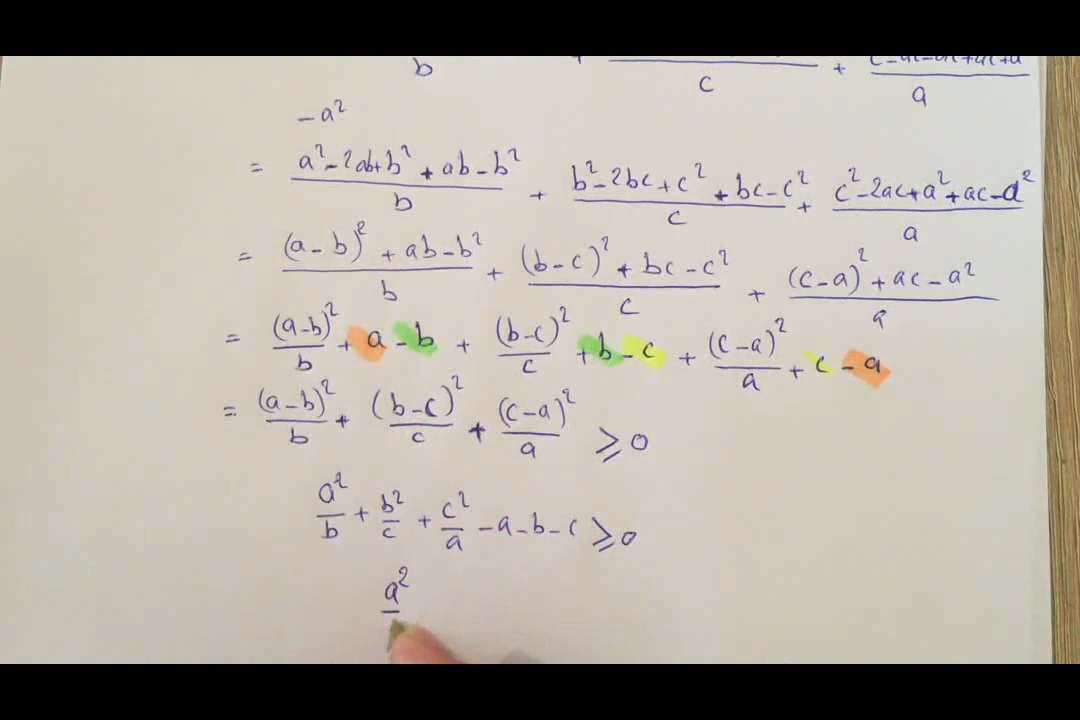 b + c + a
-a²
= (a²-2ab+b²+ab-b²)/b + (b²-2bc+c²+bc-c²)/c + (c²-2ac+a²+ac-a²)/a
= ((a-b)²+ab-b²)/b + ((b-c)²+bc-c²)/c + ((c-a)²+ac-a²)/a
= (a-b)²/b + a - b + (b-c)²/c + b - c + (c-a)²/a + c - a
= (a-b)²/b + (b-c)²/c + (c-a)²/a ⩾ 0
a²/b + b²/c + c²/a - a - b - c ⩾ 0
a²